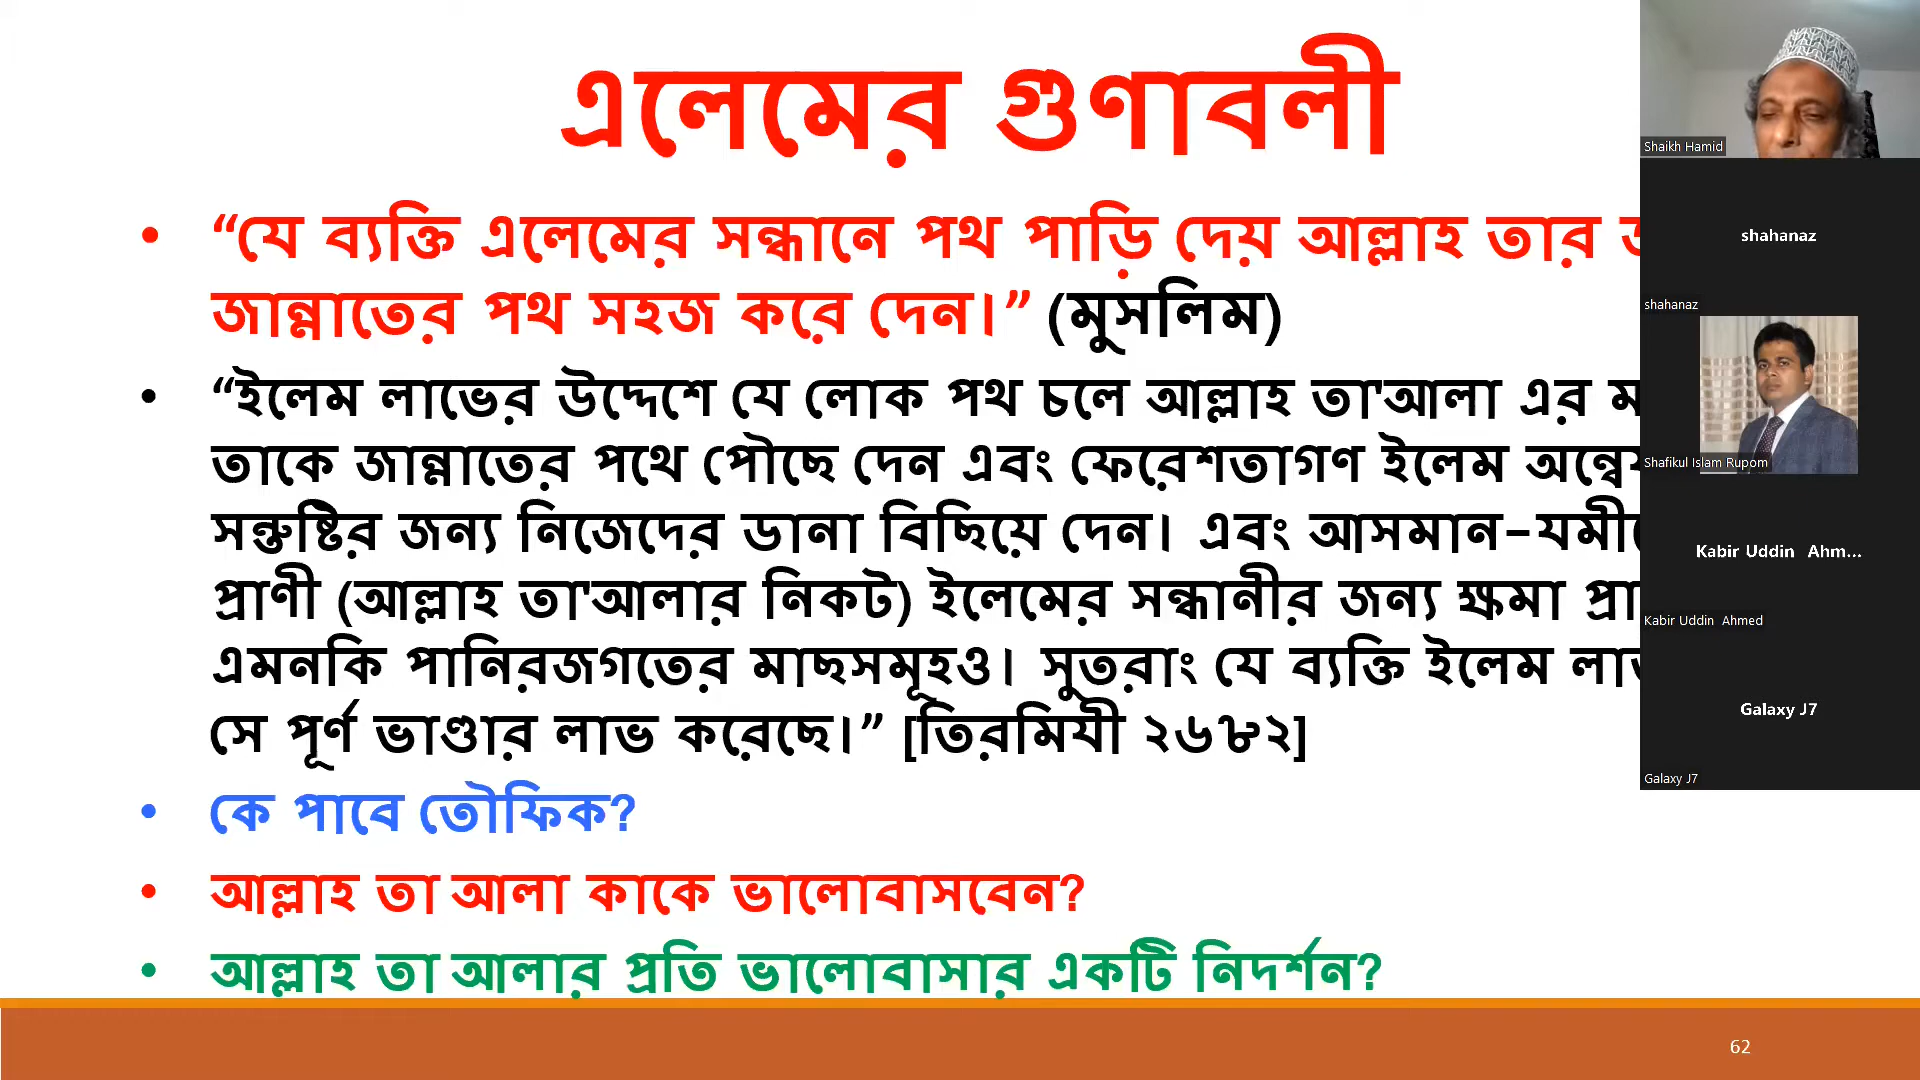 এলেমের গুণাবলী
• “যে ব্যক্তি এলেমের সন্ধানে পথ পাড়ি দেয় আল্লাহ তার
জান্নাতের পথ সহজ করে দেন।” (মুসলিম)
• “ইলেম লাভের উদ্দেশে যে লোক পথ চলে আল্লাহ তা'আলা এর
তাকে জান্নাতের পথে পৌছে দেন এবং ফেরেশতাগণ ইলেম
সন্তুষ্টির জন্য নিজেদের ডানা বিছিয়ে দেন। এবং আসমান-
প্রাণী (আল্লাহ তা'আলার নিকট) ইলেমের সন্ধানীর জন্য ক্ষমা
এমনকি পানিরজগতের মাছসমূহও। সুতরাং যে ব্যক্তি ইলেম
সে পূর্ণ ভাণ্ডার লাভ করেছে।” [তিরমিযী ২৬৮২]
• কে পাবে তৌফিক?
• আল্লাহ তা আলা কাকে ভালোবাসবেন?
• আল্লাহ তা আলার প্রতি ভালোবাসার একটি নিদর্শন?
62
Shaikh Hamid
shahanaz
shahanaz
Shafikul Islam Rupom
Kabir Uddin Ahm...
Kabir Uddin Ahmed
Galaxy J7
Galaxy J7